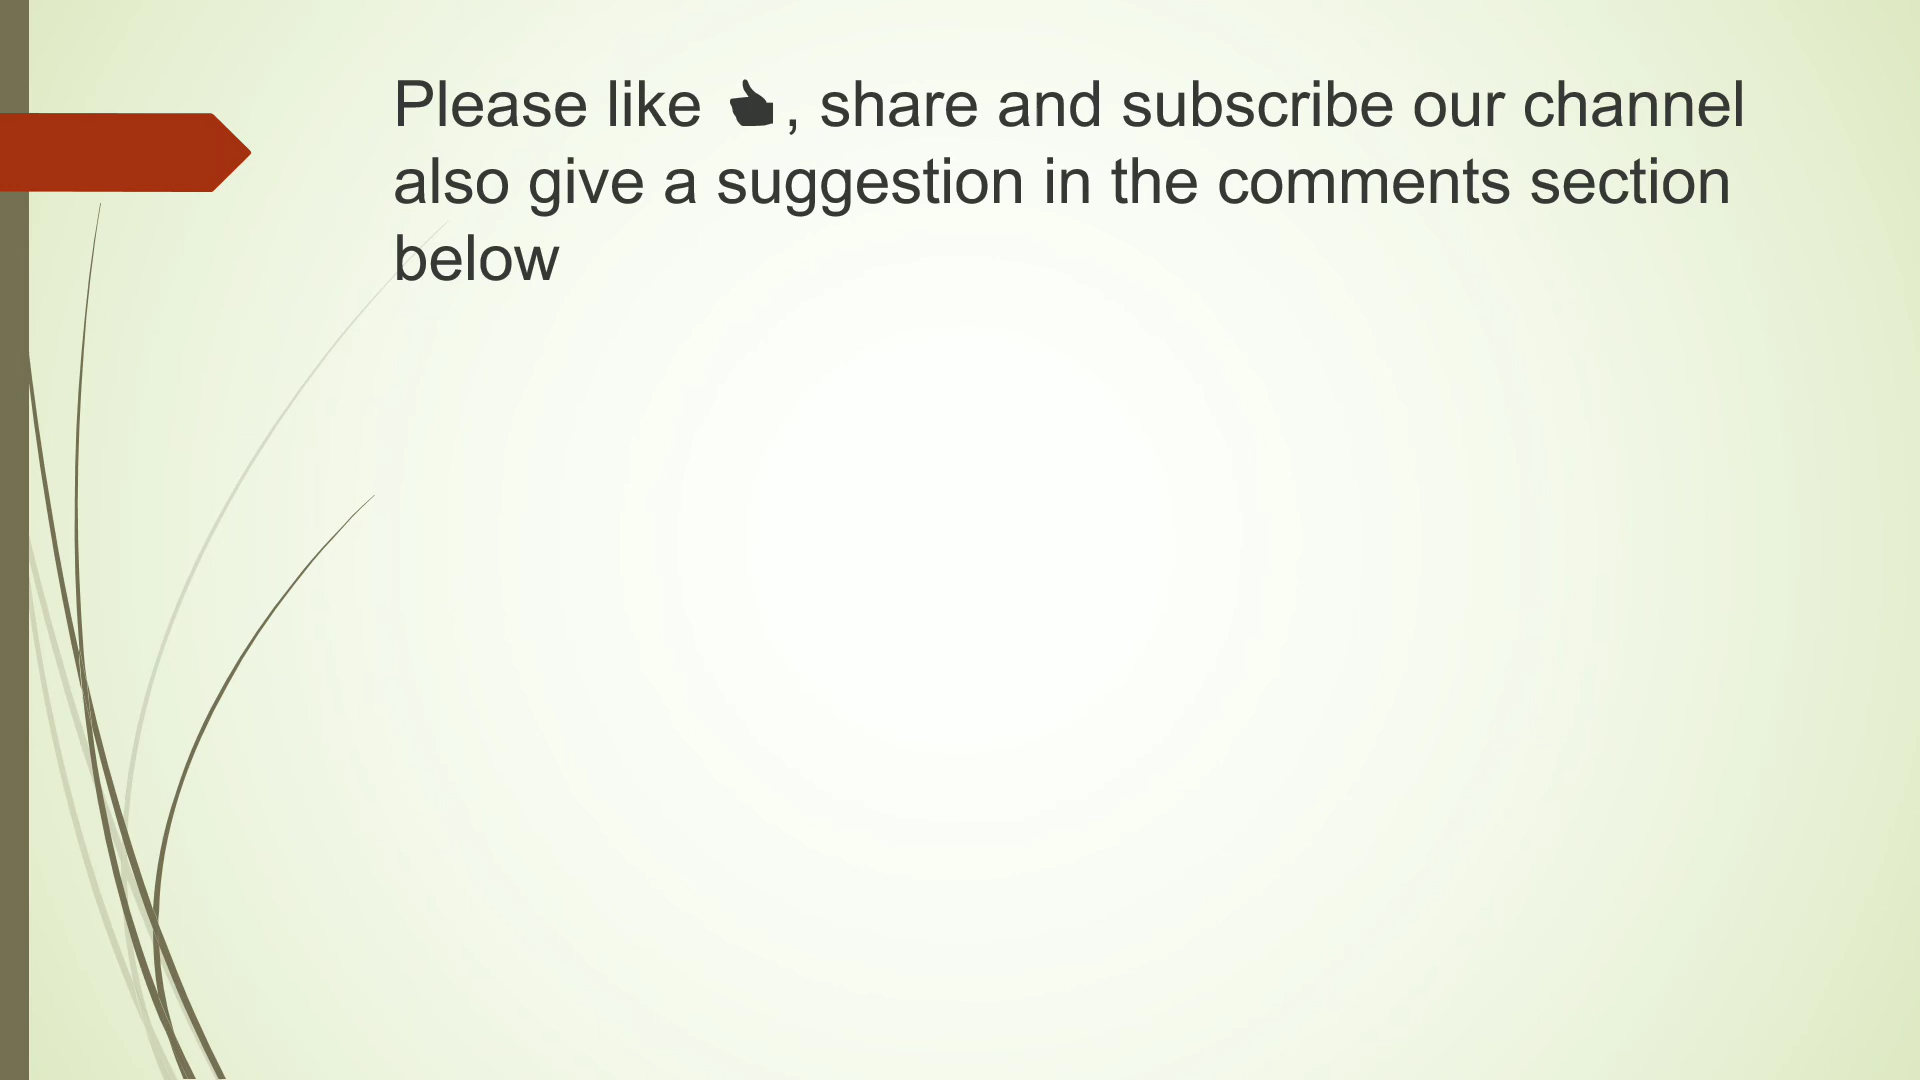 Please like 👍, share and subscribe our channel
also give a suggestion in the comments section
below